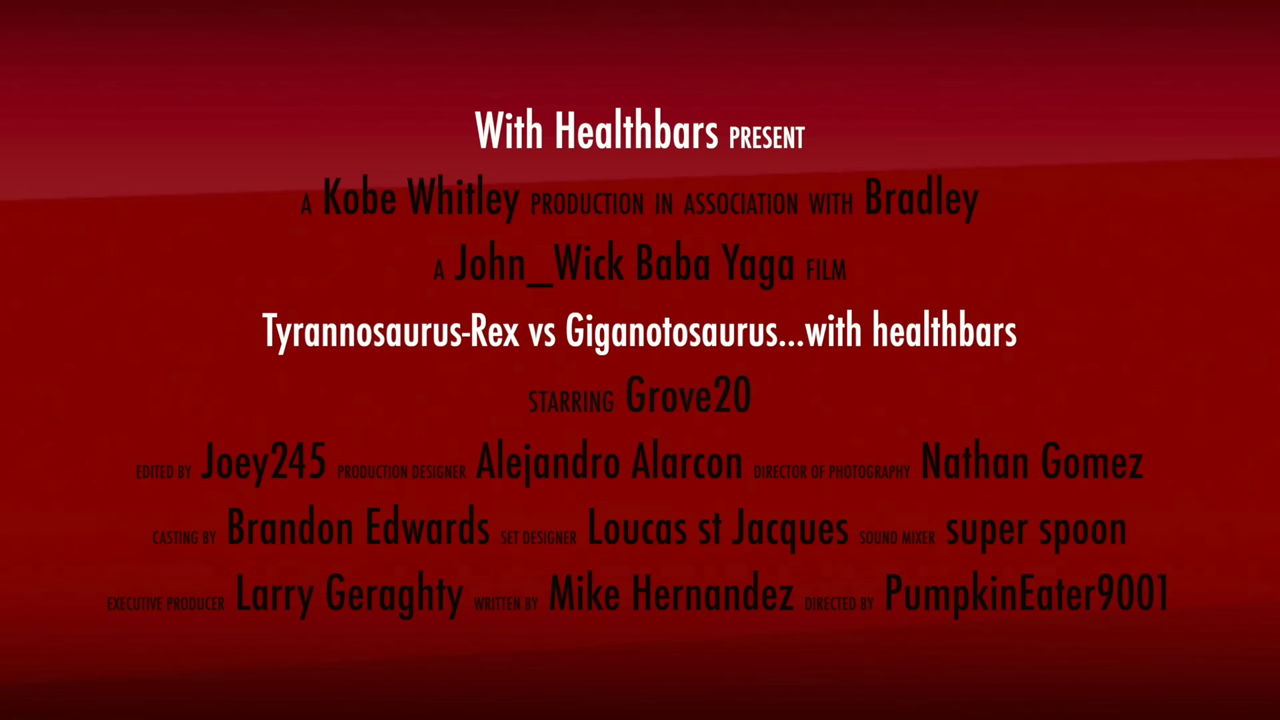 With Healthbars PRESENT
A Kobe Whitley PRODUCTION IN ASSOCIATION WITH Bradley
A John_Wick Baba Yaga FILM
Tyrannosaurus-Rex vs Giganotosaurus...with healthbars
STARRING Grove20
EDITED BY Joey245 PRODUCTION DESIGNER Alejandro Alarcon DIRECTOR OF PHOTOGRAPHY Nathan Gomez
CASTING BY Brandon Edwards SET DESIGNER Loucas st Jacques SOUND MIXER super spoon
EXECUTIVE PRODUCER Larry Geraghty WRITTEN BY Mike Hernandez DIRECTED BY PumpkinEater9001